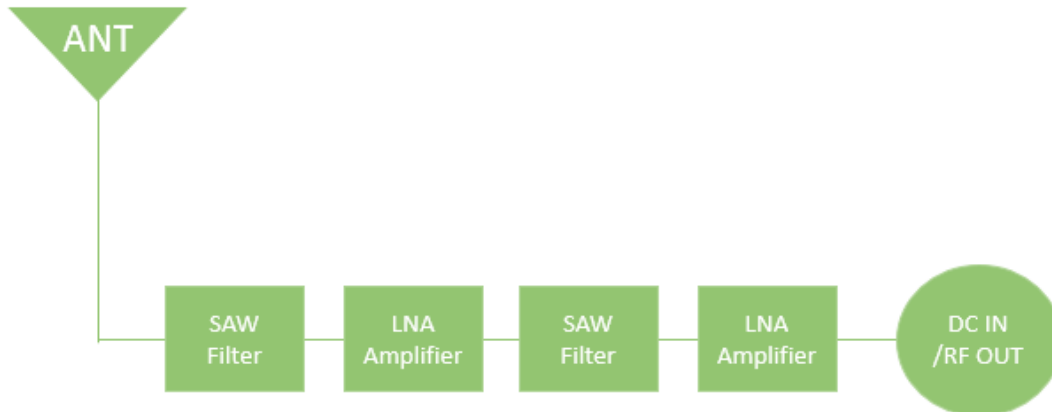 ANT
SAW
Filter
LNA
Amplifier
SAW
Filter
LNA
Amplifier
DC IN
/RF OUT